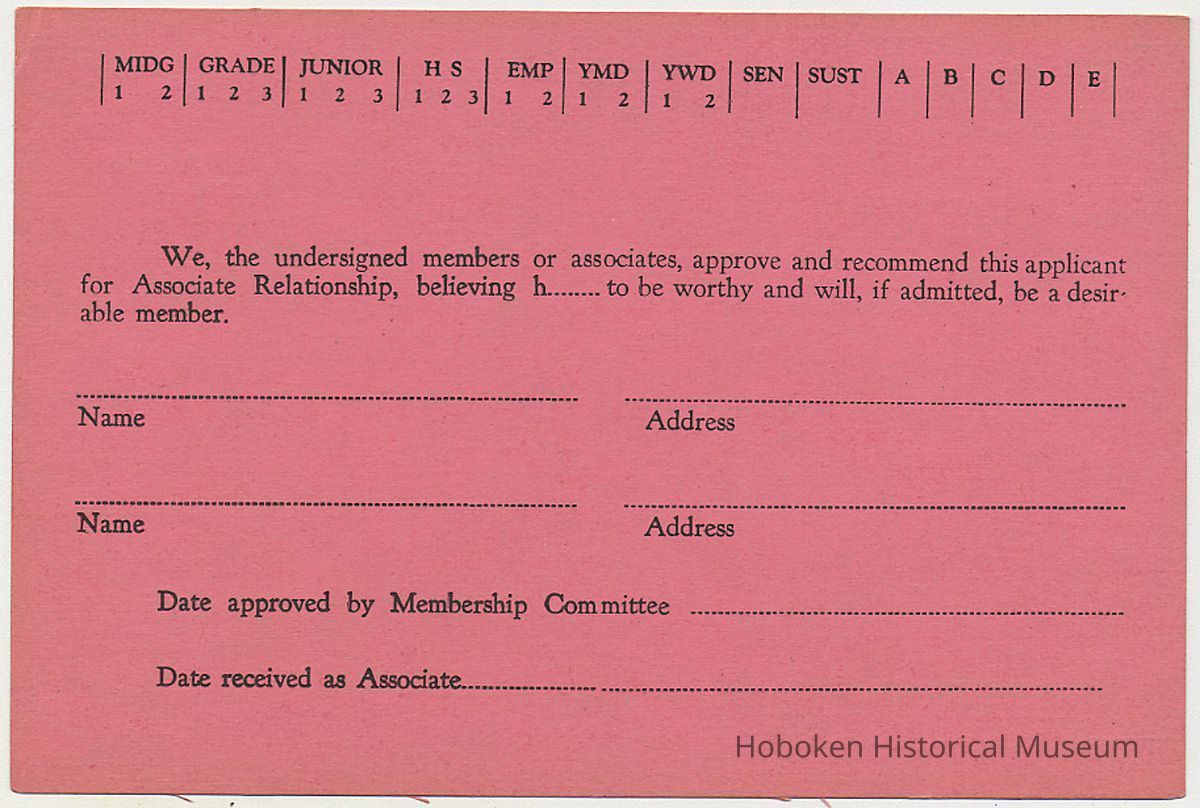 MIDG GRADE JUNIOR H S EMP YMD YWD SEN SUST A B C D E
1 2 1 2 3 1 2 3 1 2 3 1 2 1 2 1 2
We, the undersigned members or associates, approve and recommend this applicant
for Associate Relationship, believing h........ to be worthy and will, if admitted, be a desir-
able member.
Name Address
Name Address
Date approved by Membership Committee
Date received as Associate
Hoboken Historical Museum